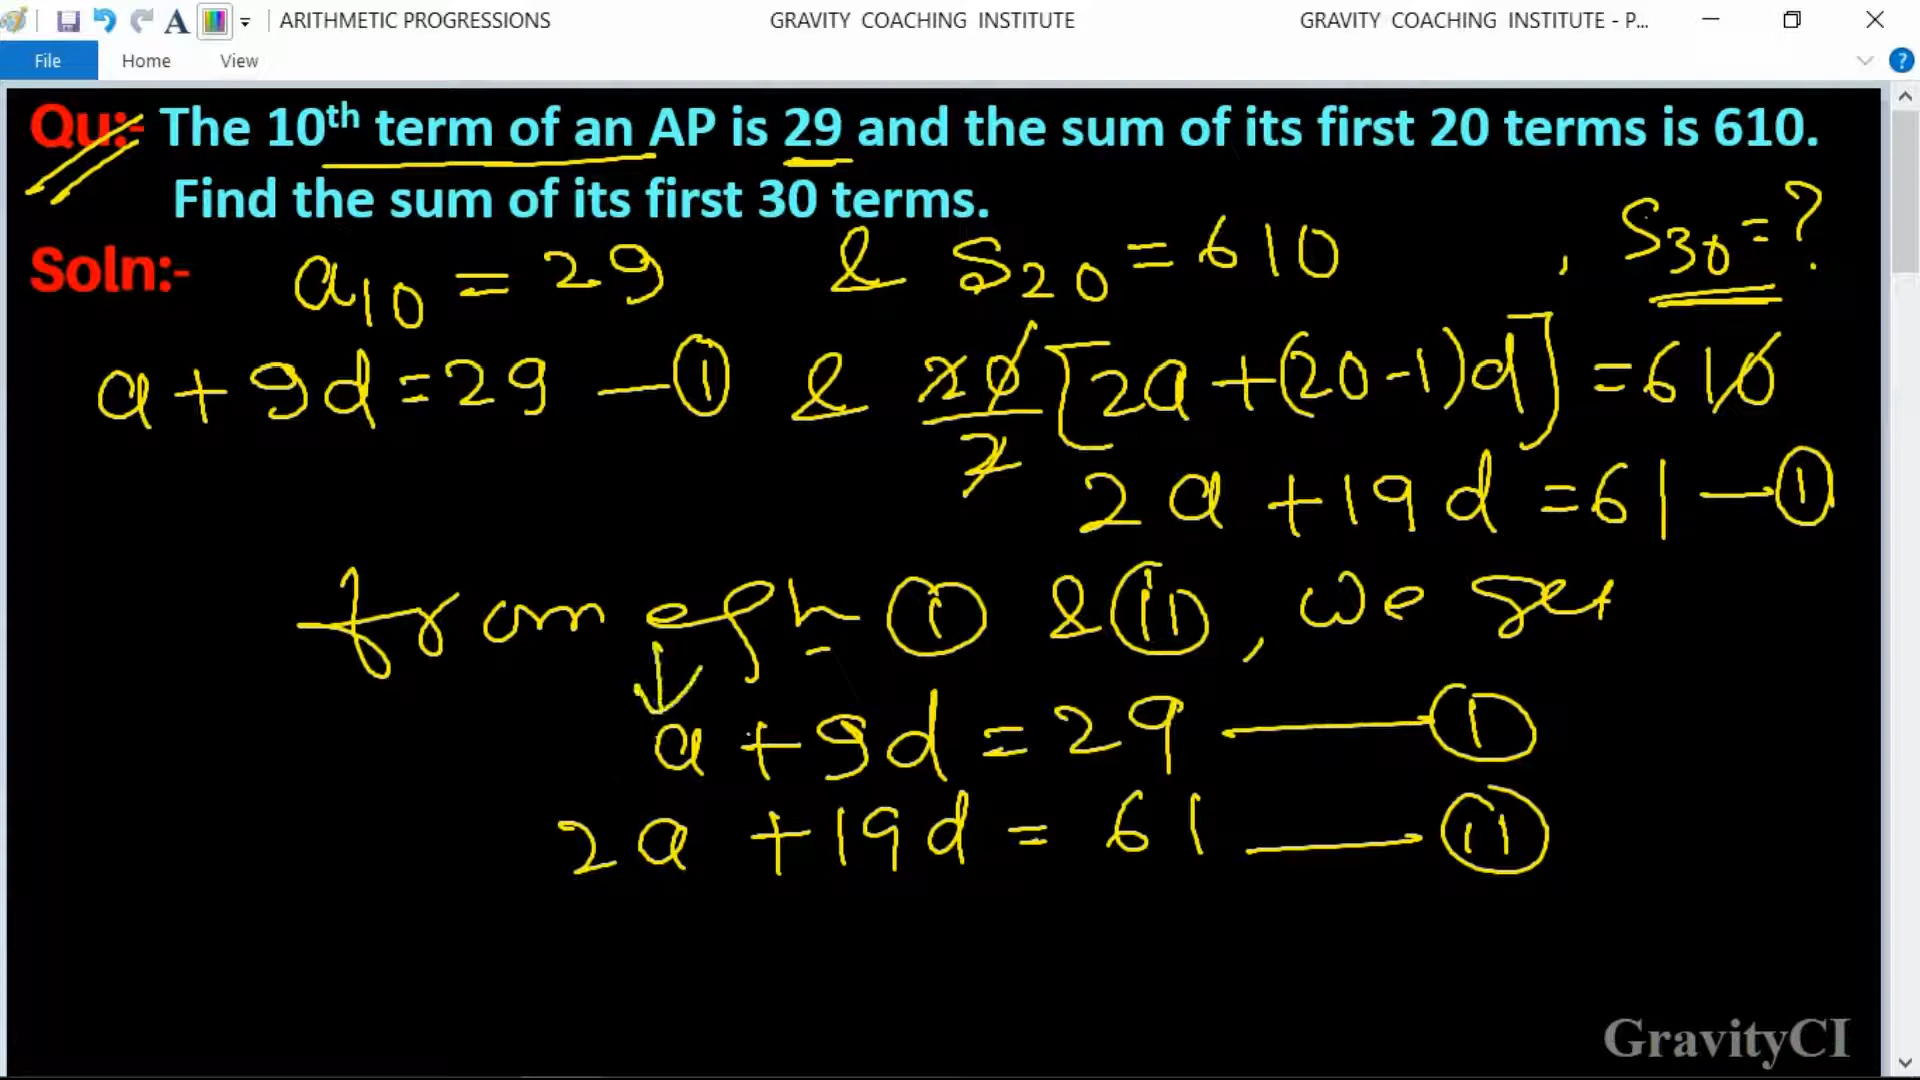 ARITHMETIC PROGRESSIONS GRAVITY COACHING INSTITUTE GRAVITY COACHING INSTITUTE - P...
File Home View
Qu:- The 10th term of an AP is 29 and the sum of its first 20 terms is 610.
Find the sum of its first 30 terms.
Soln:- a10 = 29 & S20 = 610 , S30 = ?
a + 9d = 29 — (1) & 20/2 [2a + (20-1)d] = 610
2a + 19d = 61 — (1)
from eqn (i) & (ii), we get
a + 9d = 29 — (1)
2a + 19d = 61 — (11)
GravityCI